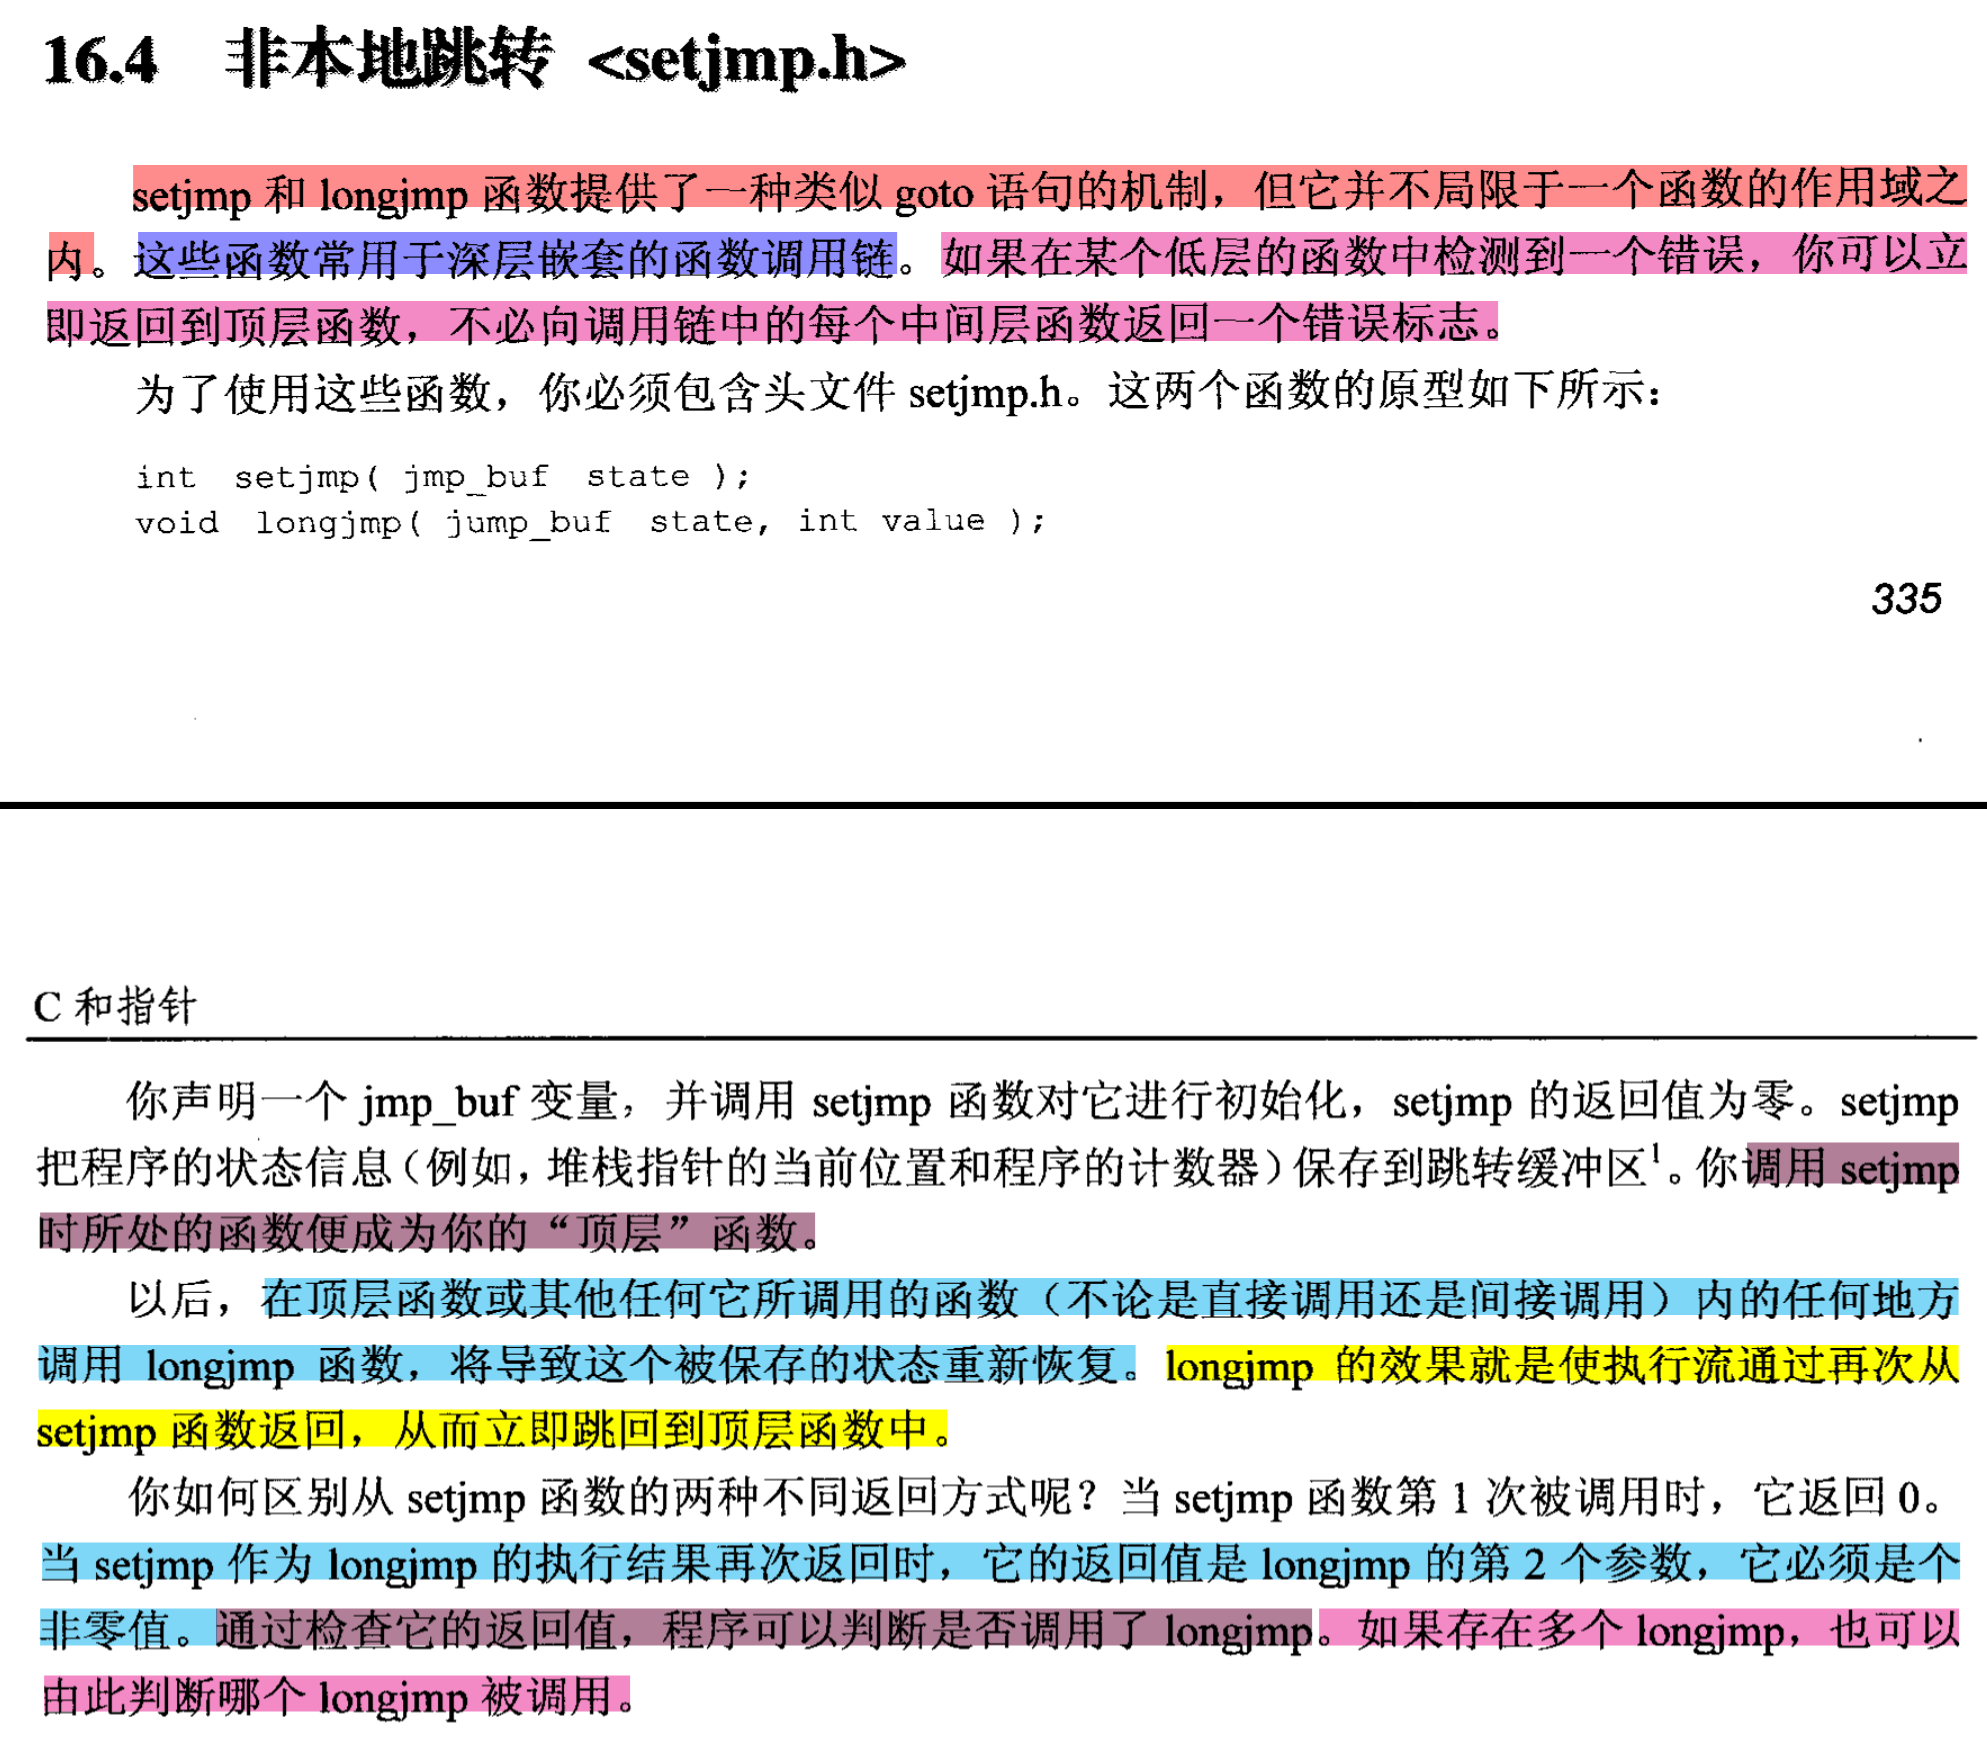 16.4 非本地跳转 <setjmp.h>
setjmp 和 longjmp 函数提供了一种类似 goto 语句的机制，但它并不局限于一个函数的作用域之
内。这些函数常用于深层嵌套的函数调用链。如果在某个低层的函数中检测到一个错误，你可以立
即返回到顶层函数，不必向调用链中的每个中间层函数返回一个错误标志。
为了使用这些函数，你必须包含头文件 setjmp.h。这两个函数的原型如下所示：
int setjmp( jmp_buf state );
void longjmp( jump_buf state, int value );
335
C 和指针
你声明一个 jmp_buf 变量，并调用 setjmp 函数对它进行初始化，setjmp 的返回值为零。setjmp
把程序的状态信息（例如，堆栈指针的当前位置和程序的计数器）保存到跳转缓冲区1。你调用 setjmp
时所处的函数便成为你的“顶层”函数。
以后，在顶层函数或其他任何它所调用的函数（不论是直接调用还是间接调用）内的任何地方
调用 longjmp 函数，将导致这个被保存的状态重新恢复。longjmp 的效果就是使执行流通过再次从
setjmp 函数返回，从而立即跳回到顶层函数中。
你如何区别从 setjmp 函数的两种不同返回方式呢？当 setjmp 函数第 1 次被调用时，它返回 0。
当 setjmp 作为 longjmp 的执行结果再次返回时，它的返回值是 longjmp 的第 2 个参数，它必须是个
非零值。通过检查它的返回值，程序可以判断是否调用了 longjmp。如果存在多个 longjmp，也可以
由此判断哪个 longjmp 被调用。